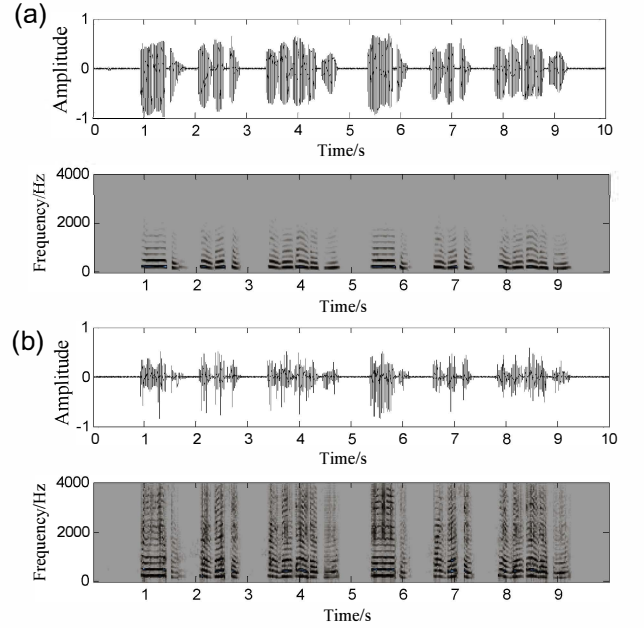 (a)
1
0
-1
Amplitude
0 1 2 3 4 5 6 7 8 9 10
Time/s
4000
2000
0
Frequency/Hz
1 2 3 4 5 6 7 8 9
Time/s
(b)
1
0
-1
Amplitude
0 1 2 3 4 5 6 7 8 9 10
Time/s
4000
2000
0
Frequency/Hz
1 2 3 4 5 6 7 8 9
Time/s